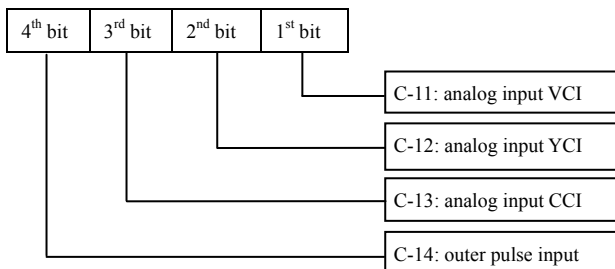 4th bit 3rd bit 2nd bit 1st bit
C-11: analog input VCI
C-12: analog input YCI
C-13: analog input CCI
C-14: outer pulse input